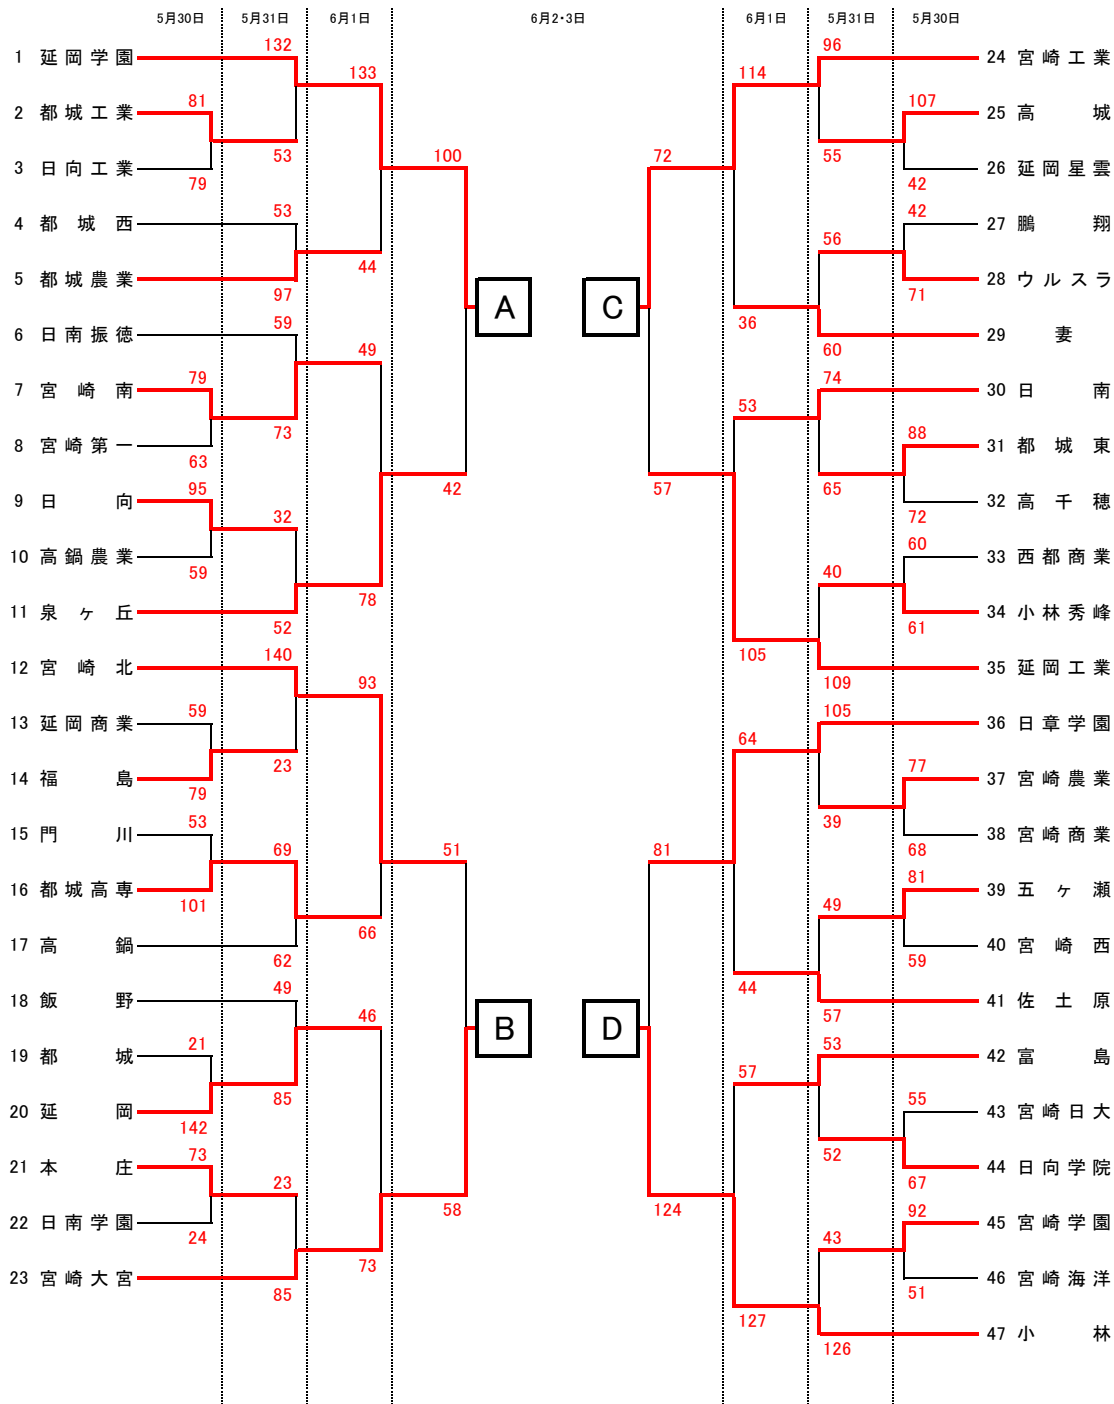 5月30日 5月31日 6月1日 6月2・3日 6月1日 5月31日 5月30日
132 96
1 延岡学園 24 宮崎工業
133 114
81 107
2 都城工業 25 高城
53 100 72 55
3 日向工業 26 延岡星雲
79 42
53 42
4 都城西 27 鵬翔
44 56
5 都城農業 28 ウルスラ
97 71
A C
59 36
6 日南振徳 29 妻
49 60
79 74
7 宮崎南 30 日南
53
73 88
8 宮崎第一 31 都城東
63 65
95 42 57
9 日向 32 高千穂
32 72
60
10 高鍋農業 33 西都商業
59 40
78
11 泉ヶ丘 34 小林秀峰
52 61
140 105
12 宮崎北 35 延岡工業
93 109
59 105
13 延岡商業 36 日章学園
23 64
77
14 福島 37 宮崎農業
79 39
53
15 門川 38 宮崎商業
69 51 81 68
81
16 都城高専 39 五ヶ瀬
101 49
66
17 高鍋 40 宮崎西
62 59
49 44
18 飯野 41 佐土原
46 57
B D
21 53
19 都城 42 富島
57
85 55
20 延岡 43 宮崎日大
142
73 52
21 本庄 44 日向学院
23 67
58 124 92
22 日南学園 45 宮崎学園
24 43
73
23 宮崎大宮 46 宮崎海洋
85 51
127
47 小林
126